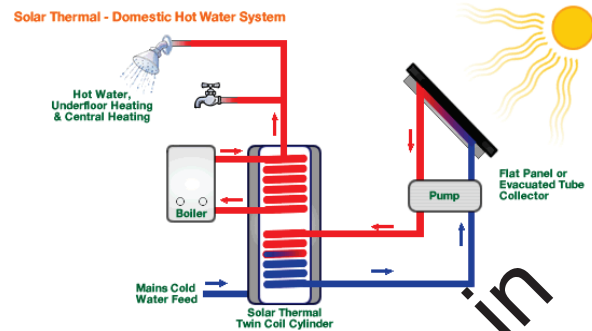 Solar Thermal - Domestic Hot Water System
Hot Water,
Underfloor Heating
& Central Heating
Boiler
Pump
Flat Panel or
Evacuated Tube
Collector
Mains Cold
Water Feed
Solar Thermal
Twin Coil Cylinder
in